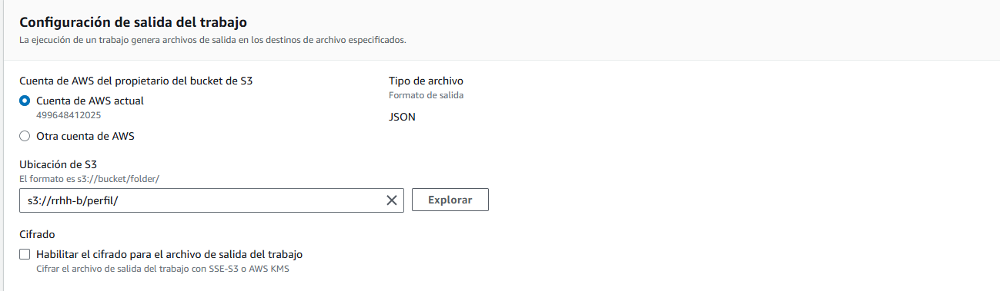 Configuración de salida del trabajo
La ejecución de un trabajo genera archivos de salida en los destinos de archivo especificados.
Cuenta de AWS del propietario del bucket de S3
Cuenta de AWS actual
499648412025
Otra cuenta de AWS
Tipo de archivo
Formato de salida
JSON
Ubicación de S3
El formato es s3://bucket/folder/
s3://rrhh-b/perfil/
Explorar
Cifrado
Habilitar el cifrado para el archivo de salida del trabajo
Cifrar el archivo de salida del trabajo con SSE-S3 o AWS KMS